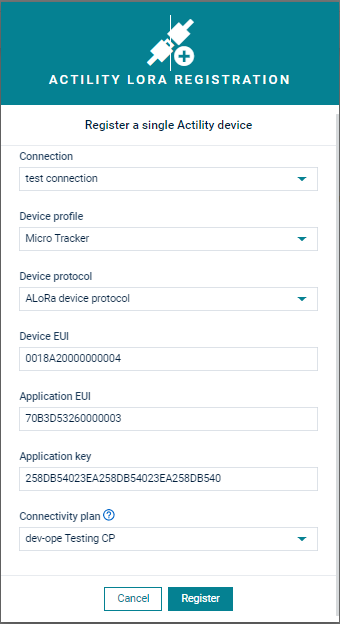 ACTILITY LORA REGISTRATION
Register a single Actility device
Connection
test connection
Device profile
Micro Tracker
Device protocol
ALoRa device protocol
Device EUI
0018A20000000004
Application EUI
70B3D53260000003
Application key
258DB54023EA258DB54023EA258DB540
Connectivity plan ?
dev-ope Testing CP
Cancel Register